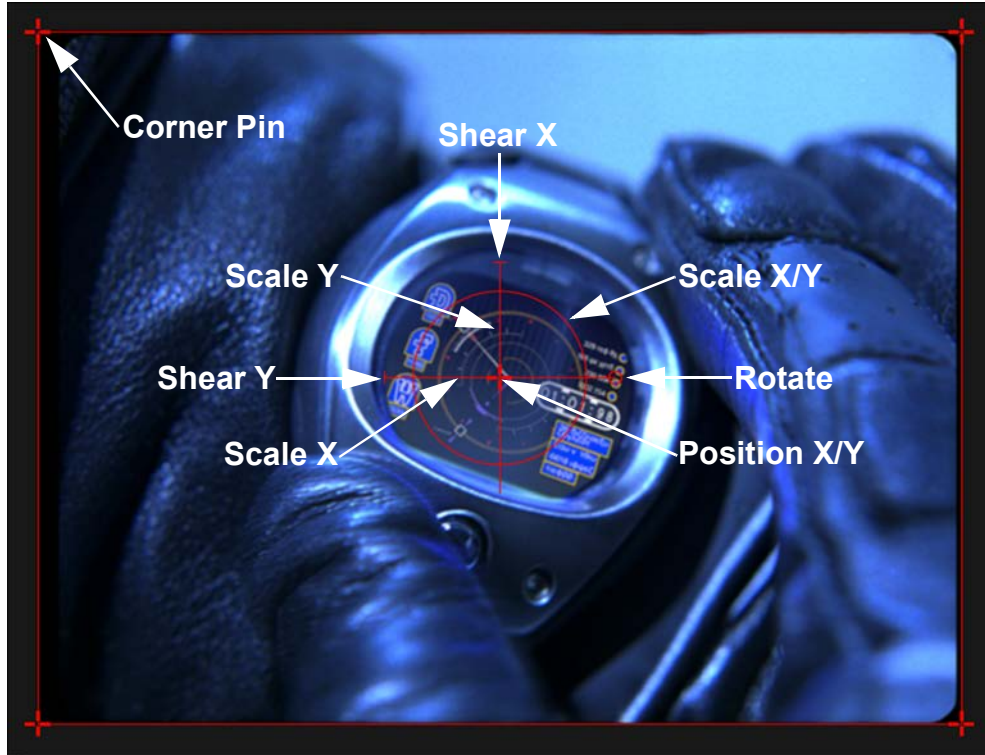 Corner Pin
Shear X
Scale Y
Scale X/Y
Shear Y
Rotate
Scale X
Position X/Y